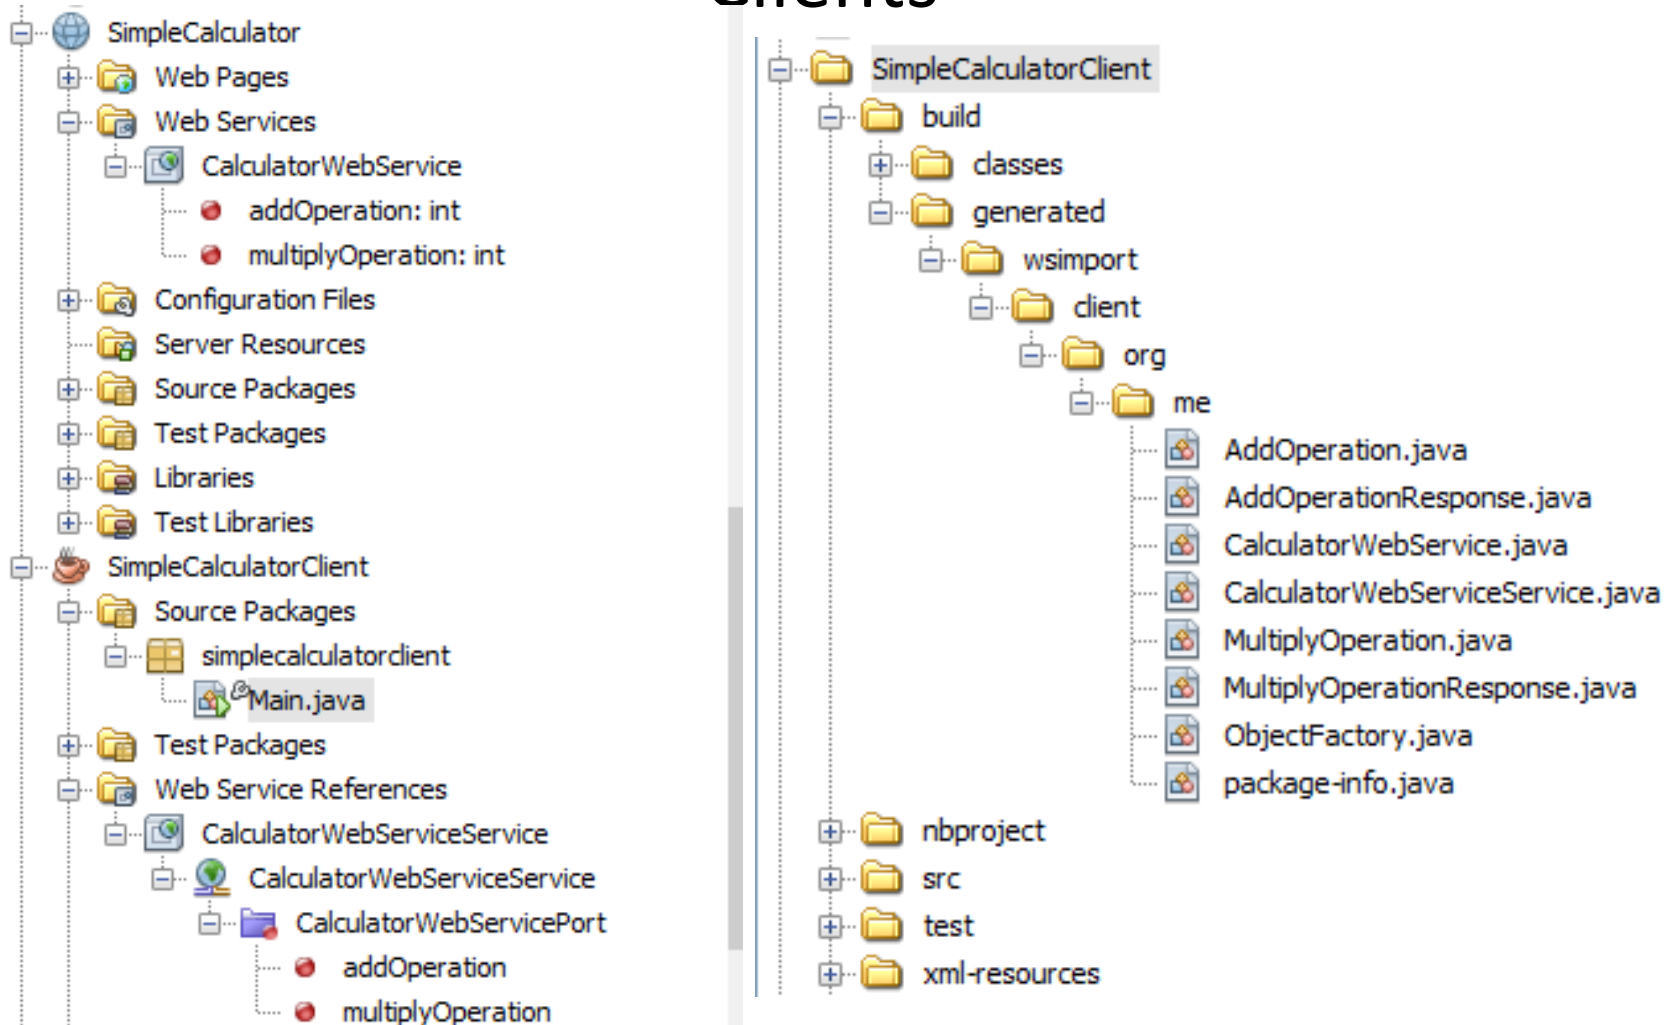 Clients
SimpleCalculator
Web Pages
Web Services
CalculatorWebService
addOperation: int
multiplyOperation: int
Configuration Files
Server Resources
Source Packages
Test Packages
Libraries
Test Libraries
SimpleCalculatorClient
Source Packages
simplecalculatorclient
Main.java
Test Packages
Web Service References
CalculatorWebServiceService
CalculatorWebServiceService
CalculatorWebServicePort
addOperation
multiplyOperation
SimpleCalculatorClient
build
classes
generated
wsimport
client
org
me
AddOperation.java
AddOperationResponse.java
CalculatorWebService.java
CalculatorWebServiceService.java
MultiplyOperation.java
MultiplyOperationResponse.java
ObjectFactory.java
package-info.java
nbproject
src
test
xml-resources